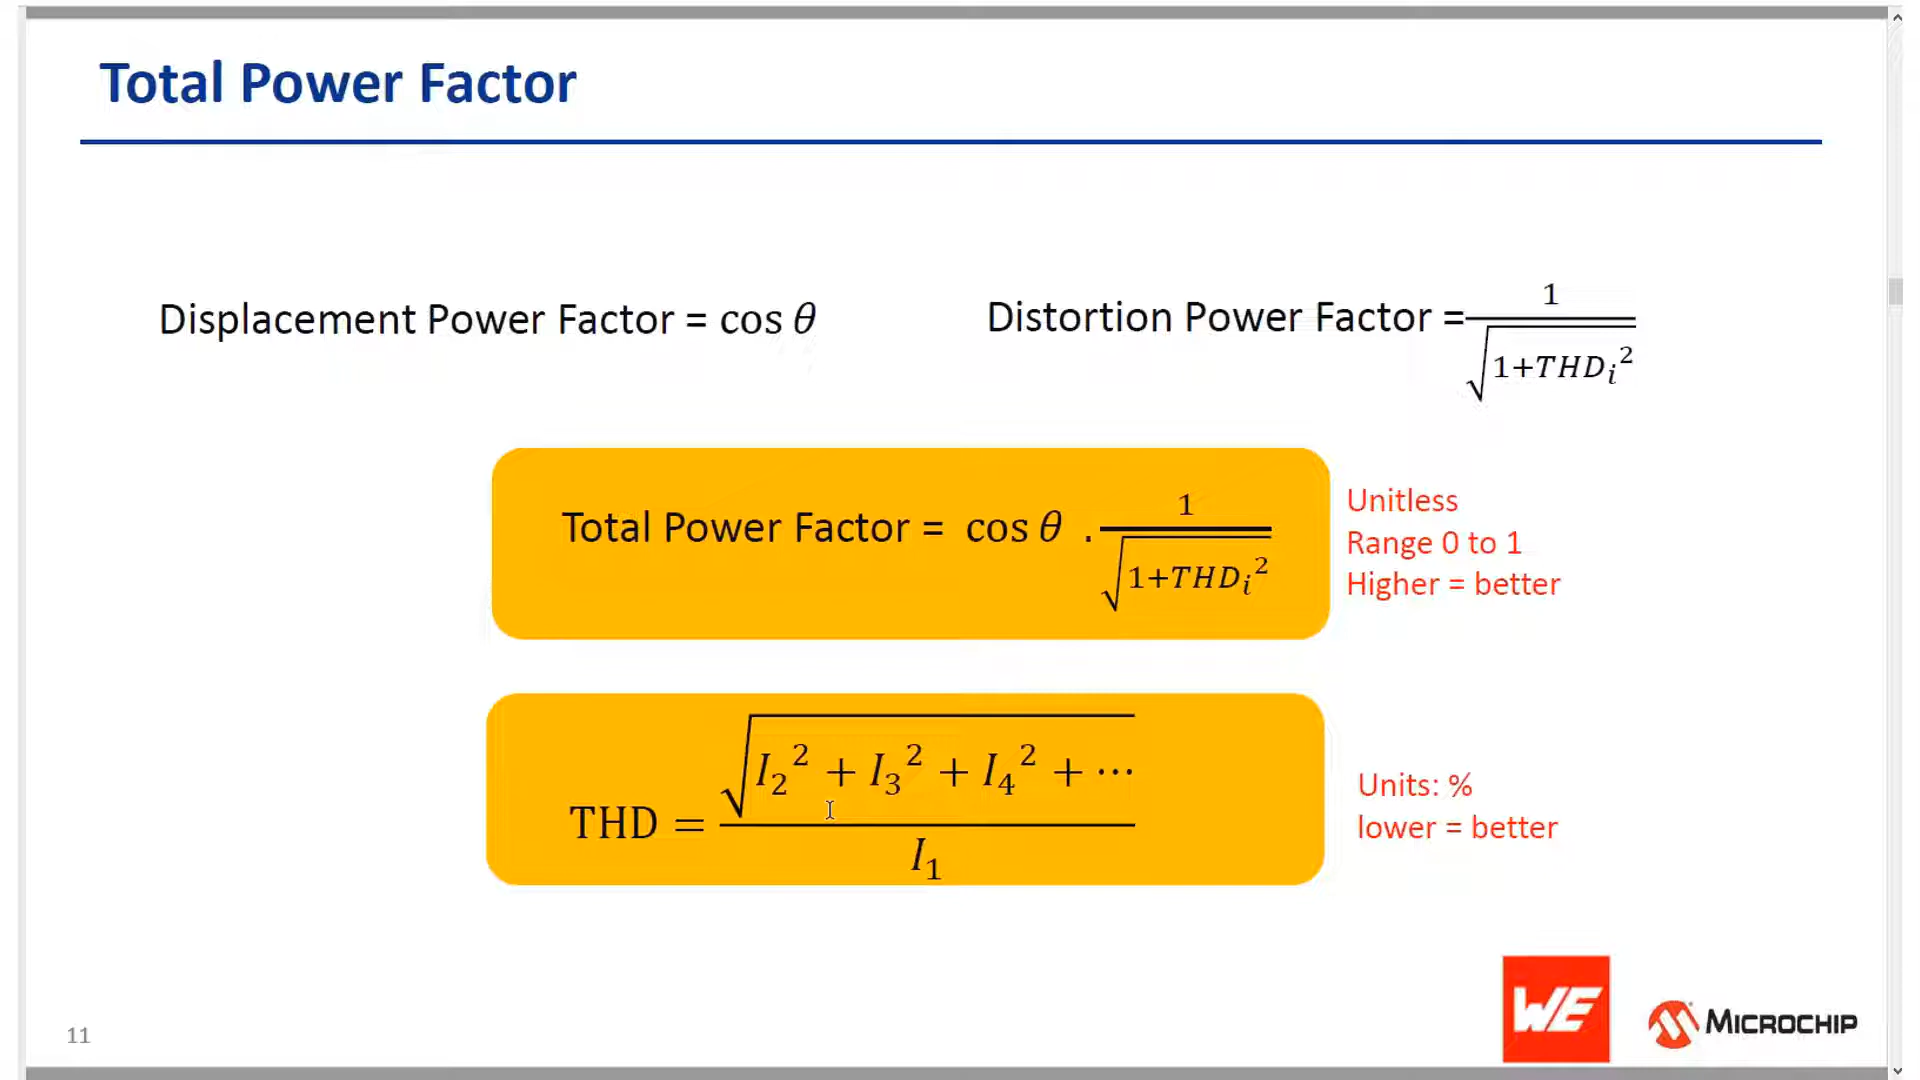 Total Power Factor
Displacement Power Factor = cos θ
Distortion Power Factor = 1 / √(1+THDᵢ²)
Total Power Factor = cos θ . 1 / √(1+THDᵢ²)
Unitless
Range 0 to 1
Higher = better
THD = √(I₂² + I₃² + I₄² + ⋯) / I₁
Units: %
lower = better
11
WE
MICROCHIP